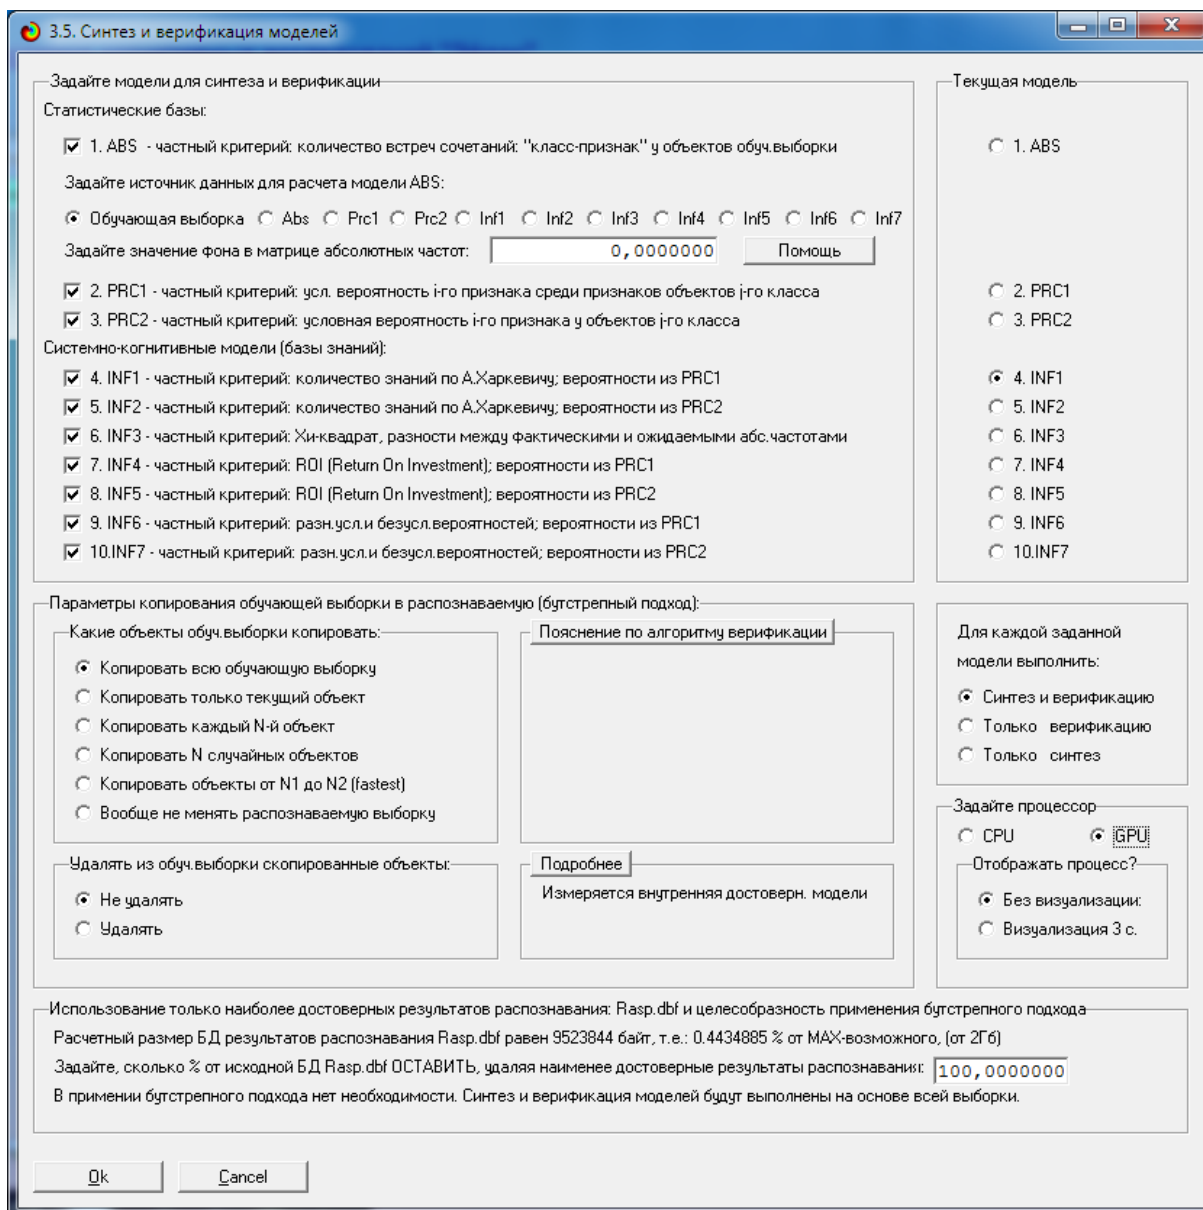 3.5. Синтез и верификация моделей
Задайте модели для синтеза и верификации
Статистические базы:
1. ABS - частный критерий: количество встреч сочетаний: "класс-признак" у объектов обуч.выборки
Задайте источник данных для расчета модели ABS:
Обучающая выборка Abs Prc1 Prc2 Inf1 Inf2 Inf3 Inf4 Inf5 Inf6 Inf7
Задайте значение фона в матрице абсолютных частот: 0,0000000 Помощь
2. PRC1 - частный критерий: усл. вероятность i-го признака среди признаков объектов j-го класса
3. PRC2 - частный критерий: условная вероятность i-го признака у объектов j-го класса
Системно-когнитивные модели (базы знаний):
4. INF1 - частный критерий: количество знаний по А.Харкевичу; вероятности из PRC1
5. INF2 - частный критерий: количество знаний по А.Харкевичу; вероятности из PRC2
6. INF3 - частный критерий: Хи-квадрат, разности между фактическими и ожидаемыми абс.частотами
7. INF4 - частный критерий: ROI (Return On Investment); вероятности из PRC1
8. INF5 - частный критерий: ROI (Return On Investment); вероятности из PRC2
9. INF6 - частный критерий: разн.усл.и безусл.вероятностей; вероятности из PRC1
10.INF7 - частный критерий: разн.усл.и безусл.вероятностей; вероятности из PRC2
Текущая модель
1. ABS
2. PRC1
3. PRC2
4. INF1
5. INF2
6. INF3
7. INF4
8. INF5
9. INF6
10.INF7
Параметры копирования обучающей выборки в распознаваемую (бутстрепный подход):
Какие объекты обуч.выборки копировать:
Копировать всю обучающую выборку
Копировать только текущий объект
Копировать каждый N-й объект
Копировать N случайных объектов
Копировать объекты от N1 до N2 (fastest)
Вообще не менять распознаваемую выборку
Пояснение по алгоритму верификации
Удалять из обуч.выборки скопированные объекты:
Не удалять
Удалять
Подробнее
Измеряется внутренняя достоверн. модели
Для каждой заданной
модели выполнить:
Синтез и верификацию
Только верификацию
Только синтез
Задайте процессор
CPU GPU
Отображать процесс?
Без визуализации:
Визуализация 3 с.
Использование только наиболее достоверных результатов распознавания: Rasp.dbf и целесобразность применения бутстрепного подхода
Расчетный размер БД результатов распознавания Rasp.dbf равен 9523844 байт, т.е.: 0.4434885 % от MAX-возможного, (от 2Гб)
Задайте, сколько % от исходной БД Rasp.dbf ОСТАВИТЬ, удаляя наименее достоверные результаты распознавания: 100,0000000
В примении бутстрепного подхода нет необходимости. Синтез и верификация моделей будут выполнены на основе всей выборки.
Ok Cancel